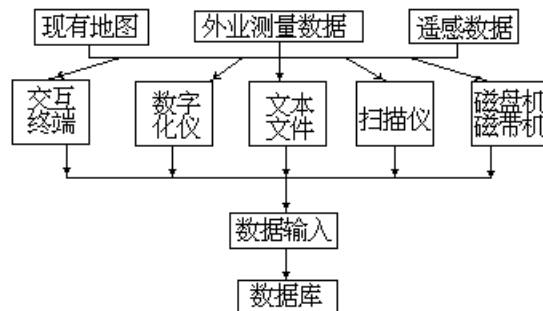 现有地图
外业测量数据
遥感数据
交互
终端
数字
化仪
文本
文件
扫描仪
磁盘机
磁带机
数据输入
数据库